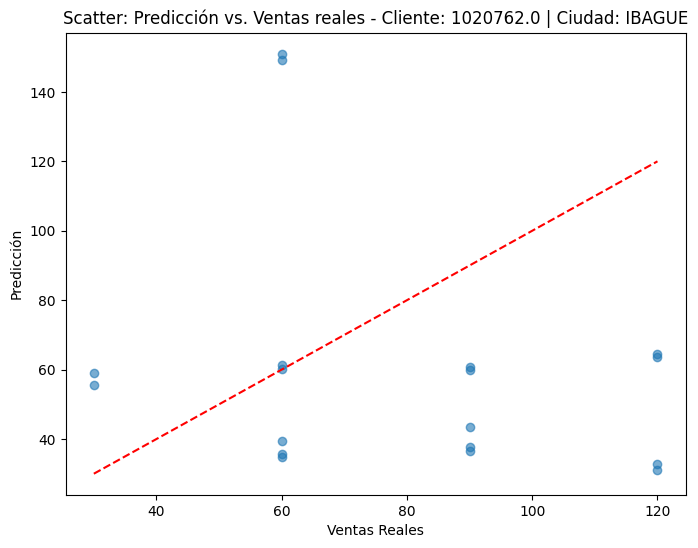 Scatter: Predicción vs. Ventas reales - Cliente: 1020762.0 | Ciudad: IBAGUE
140
120
100
80
60
40
Predicción
40 60 80 100 120
Ventas Reales